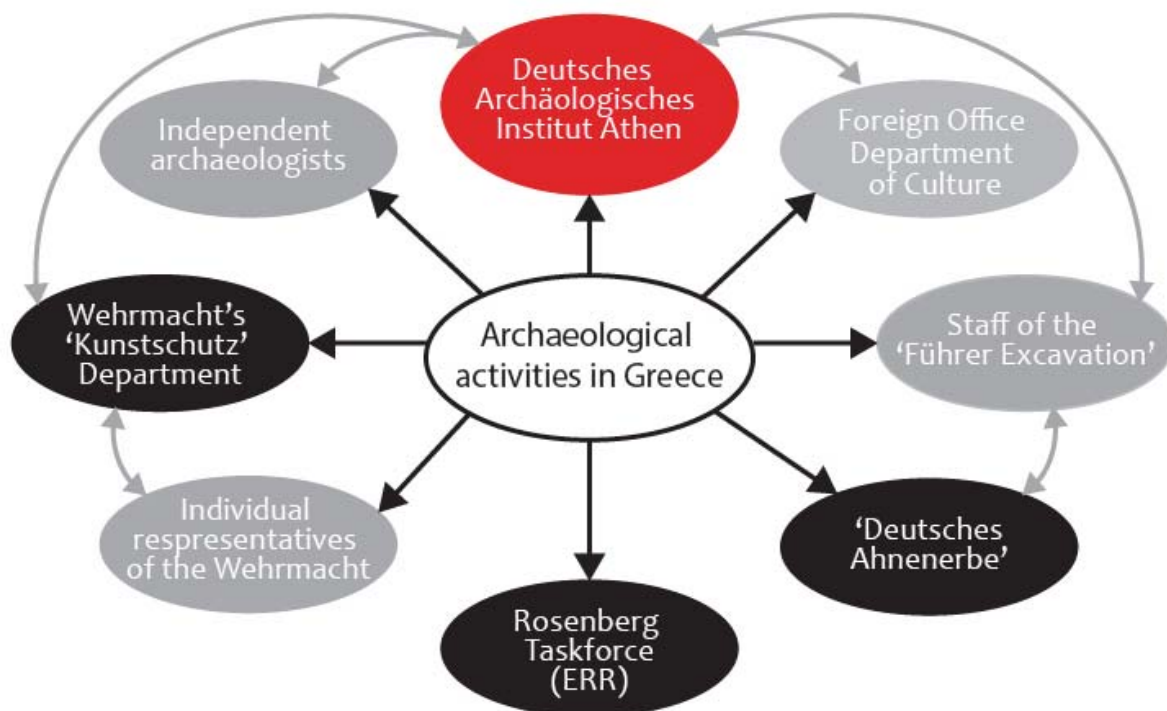 Deutsches
Archäologisches
Institut Athen
Independent
archaeologists
Foreign Office
Department
of Culture
Wehrmacht's
'Kunstschutz'
Department
Archaeological
activities in Greece
Staff of the
'Führer Excavation'
Individual
respresentatives
of the Wehrmacht
'Deutsches
Ahnenerbe'
Rosenberg
Taskforce
(ERR)